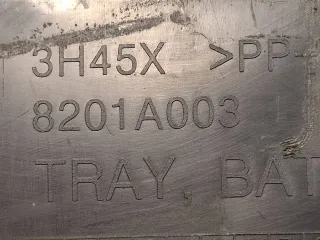 3H45X >PP-
8201A003
TRAY, BAT